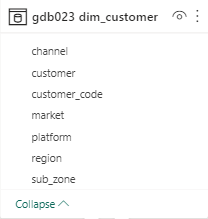 gdb023 dim_customer
channel
customer
customer_code
market
platform
region
sub_zone
Collapse